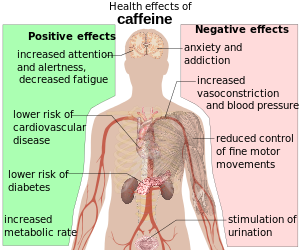 Health effects of
caffeine
Positive effects
increased attention
and alertness,
decreased fatigue
lower risk of
cardiovascular
disease
lower risk of
diabetes
increased
metabolic rate
Negative effects
anxiety and
addiction
increased
vasoconstriction
and blood pressure
reduced control
of fine motor
movements
stimulation of
urination